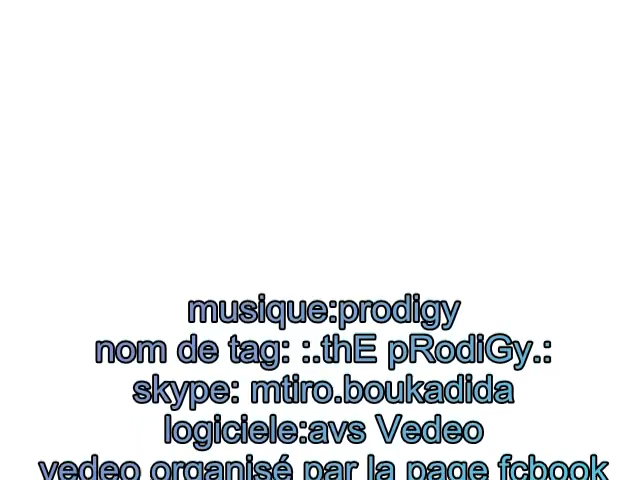 musique:prodigy
nom de tag: :.thE pRodiGy.:
skype: mtiro.boukadida
logiciele:avs Vedeo
vedeo organisé par la page fcbook